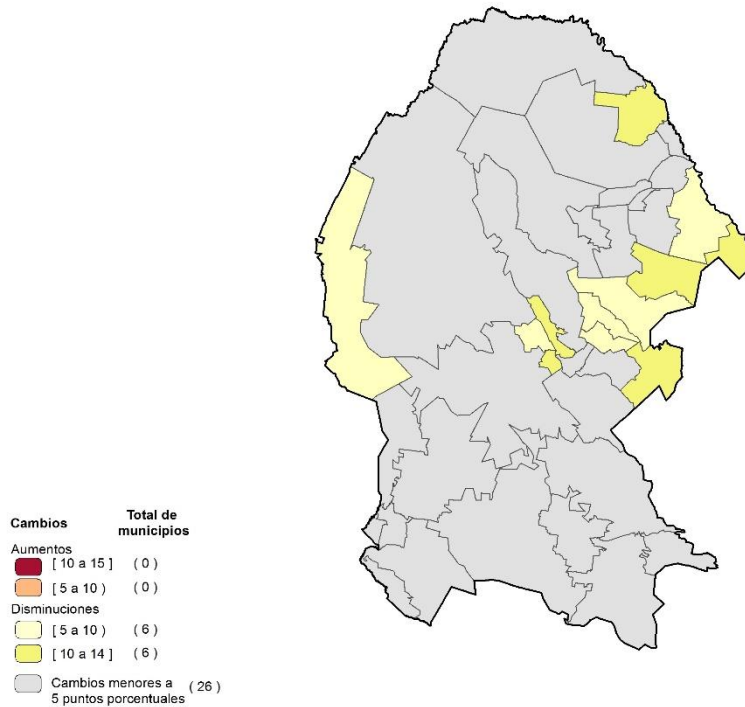 Cambios Total de municipios
Aumentos
[ 10 a 15 ] ( 0 )
[ 5 a 10 ) ( 0 )
Disminuciones
[ 5 a 10 ) ( 6 )
[ 10 a 14 ] ( 6 )
Cambios menores a ( 26 )
5 puntos porcentuales